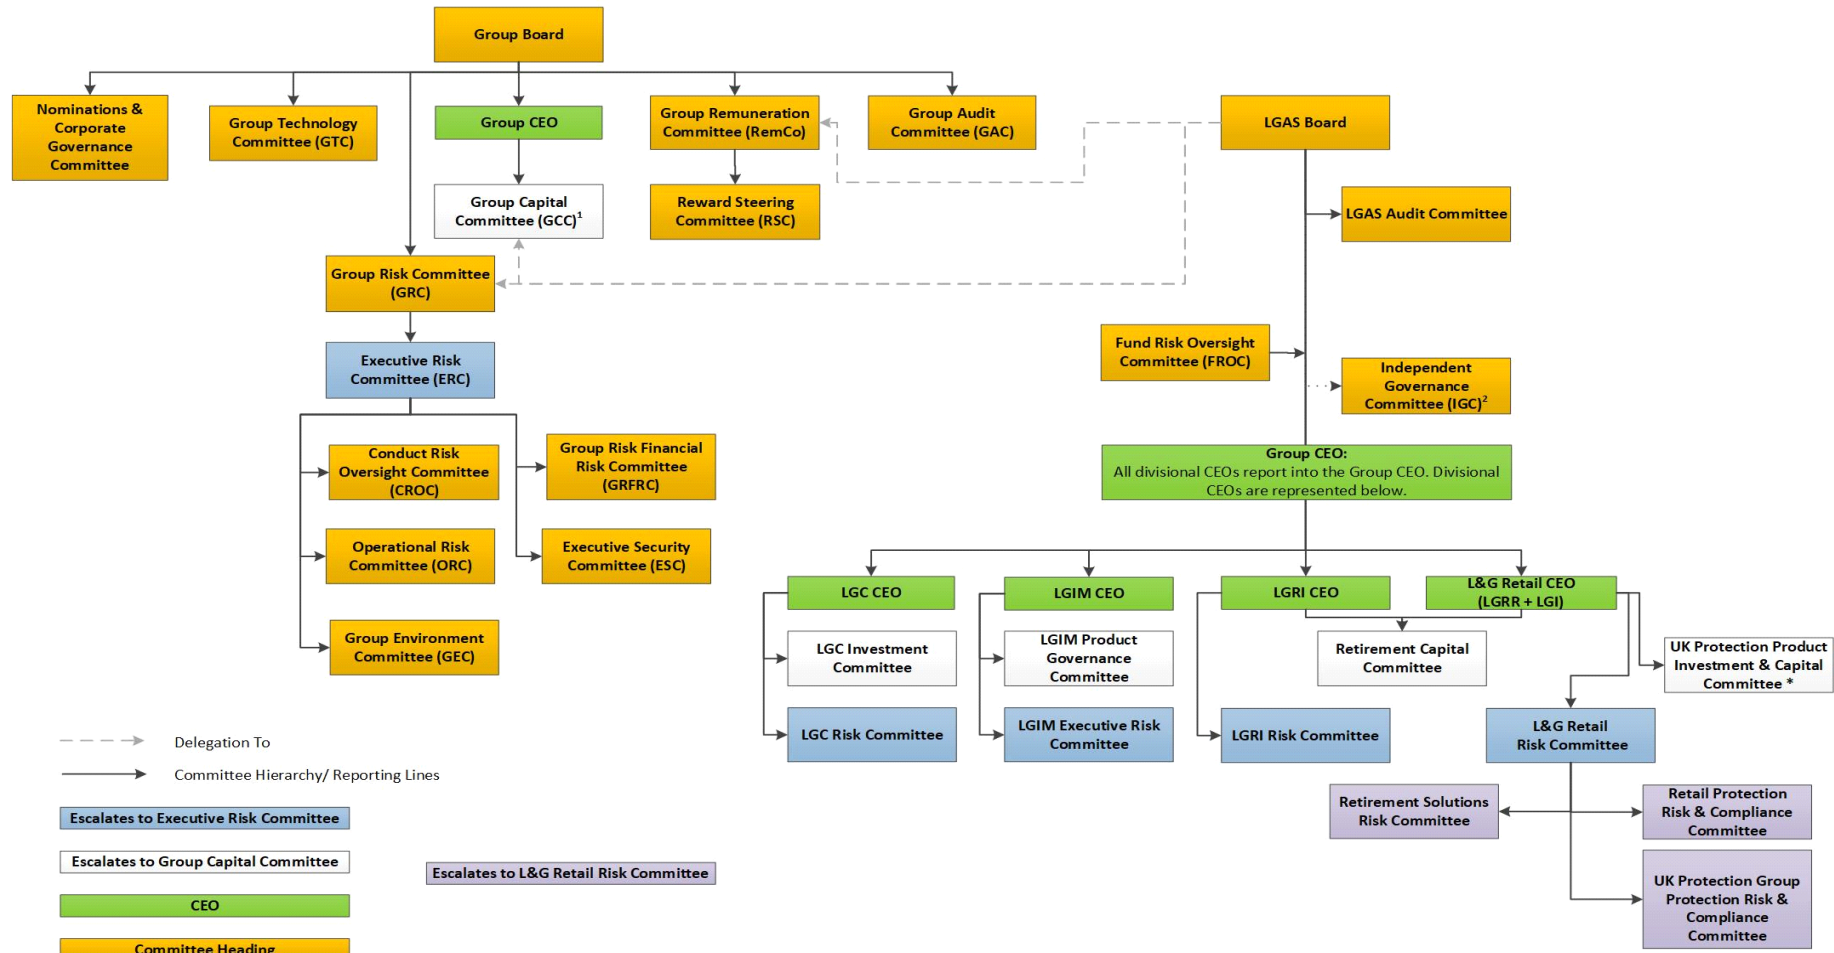 Group Board
Nominations &
Corporate
Governance
Committee
Group Technology
Committee (GTC)
Group CEO
Group Remuneration
Committee (RemCo)
Group Audit
Committee (GAC)
LGAS Board
Group Capital
Committee (GCC)¹
Reward Steering
Committee (RSC)
LGAS Audit Committee
Group Risk Committee
(GRC)
Executive Risk
Committee (ERC)
Fund Risk Oversight
Committee (FROC)
Independent
Governance
Committee (IGC)²
Conduct Risk
Oversight Committee
(CROC)
Group Risk Financial
Risk Committee
(GRFRC)
Operational Risk
Committee (ORC)
Executive Security
Committee (ESC)
Group Environment
Committee (GEC)
Group CEO:
All divisional CEOs report into the Group CEO. Divisional
CEOs are represented below.
LGC CEO
LGIM CEO
LGRI CEO
L&G Retail CEO
(LGRR + LGI)
LGC Investment
Committee
LGIM Product
Governance
Committee
Retirement Capital
Committee
UK Protection Product
Investment & Capital
Committee *
LGC Risk Committee
LGIM Executive Risk
Committee
LGRI Risk Committee
L&G Retail
Risk Committee
Retirement Solutions
Risk Committee
Retail Protection
Risk & Compliance
Committee
UK Protection Group
Protection Risk &
Compliance
Committee
Delegation To
Committee Hierarchy/ Reporting Lines
Escalates to Executive Risk Committee
Escalates to Group Capital Committee
Escalates to L&G Retail Risk Committee
CEO
Committee Heading